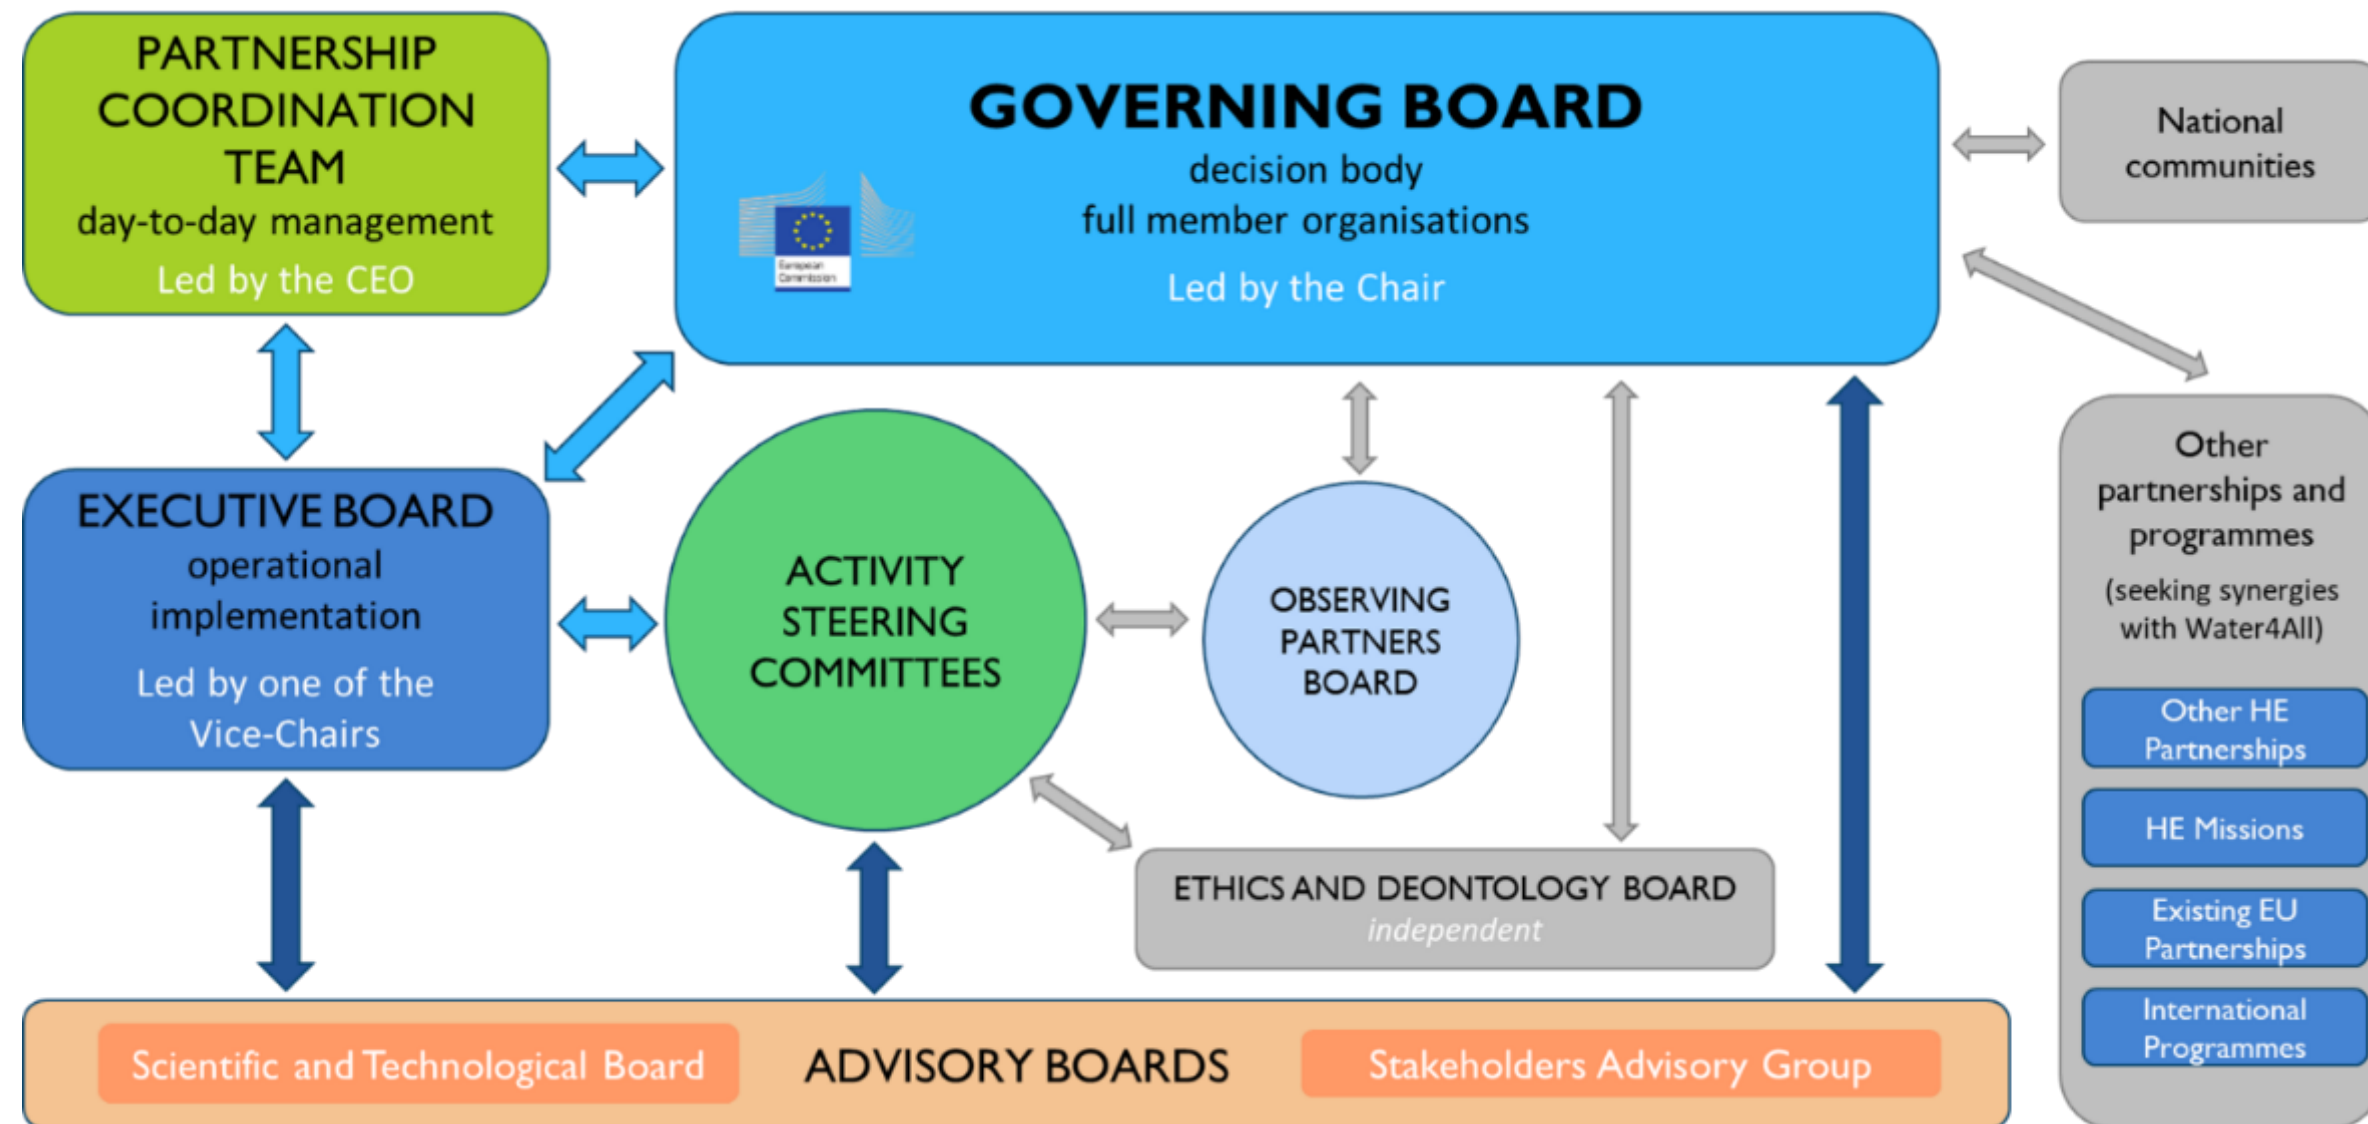 PARTNERSHIP
COORDINATION
TEAM
day-to-day management
Led by the CEO
GOVERNING BOARD
decision body
full member organisations
Led by the Chair
European
Commission
National
communities
EXECUTIVE BOARD
operational
implementation
Led by one of the
Vice-Chairs
ACTIVITY
STEERING
COMMITTEES
OBSERVING
PARTNERS
BOARD
ETHICS AND DEONTOLOGY BOARD
independent
Other
partnerships and
programmes
(seeking synergies
with Water4All)
Other HE
Partnerships
HE Missions
Existing EU
Partnerships
International
Programmes
Scientific and Technological Board
ADVISORY BOARDS
Stakeholders Advisory Group